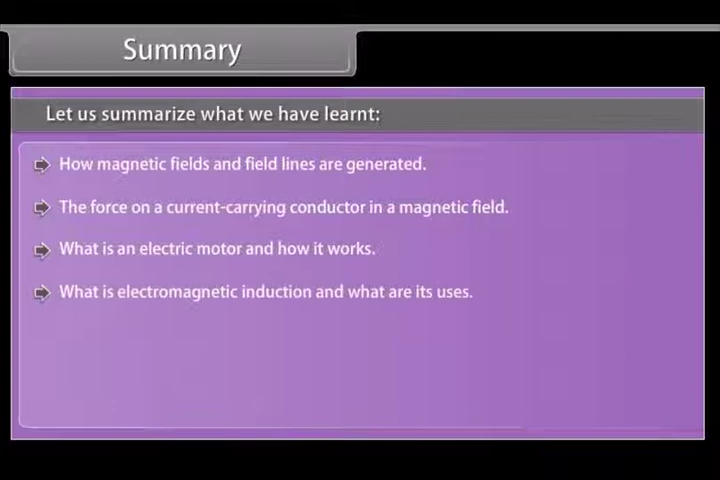 Summary
Let us summarize what we have learnt:
How magnetic fields and field lines are generated.
The force on a current-carrying conductor in a magnetic field.
What is an electric motor and how it works.
What is electromagnetic induction and what are its uses.